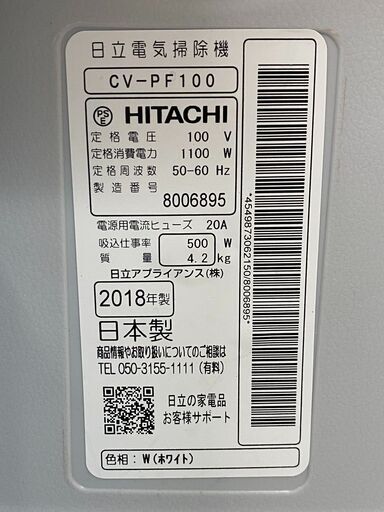 日立電気掃除機
CV-PF100
PSE HITACHI
定格電圧 100 V
定格消費電力 1100 W
定格周波数 50-60 Hz
製造番号
8006895
電源用電流ヒューズ 20A
吸込仕事率 500 W
質量 4.2 kg
日立アプライアンス(株)
2018年製
日本製
商品情報やお取り扱いについてのご相談は
TEL 050-3155-1111 (有料)
日立の家電品
お客様サポート
色相：W(ホワイト)
*4549873062150/8006895*